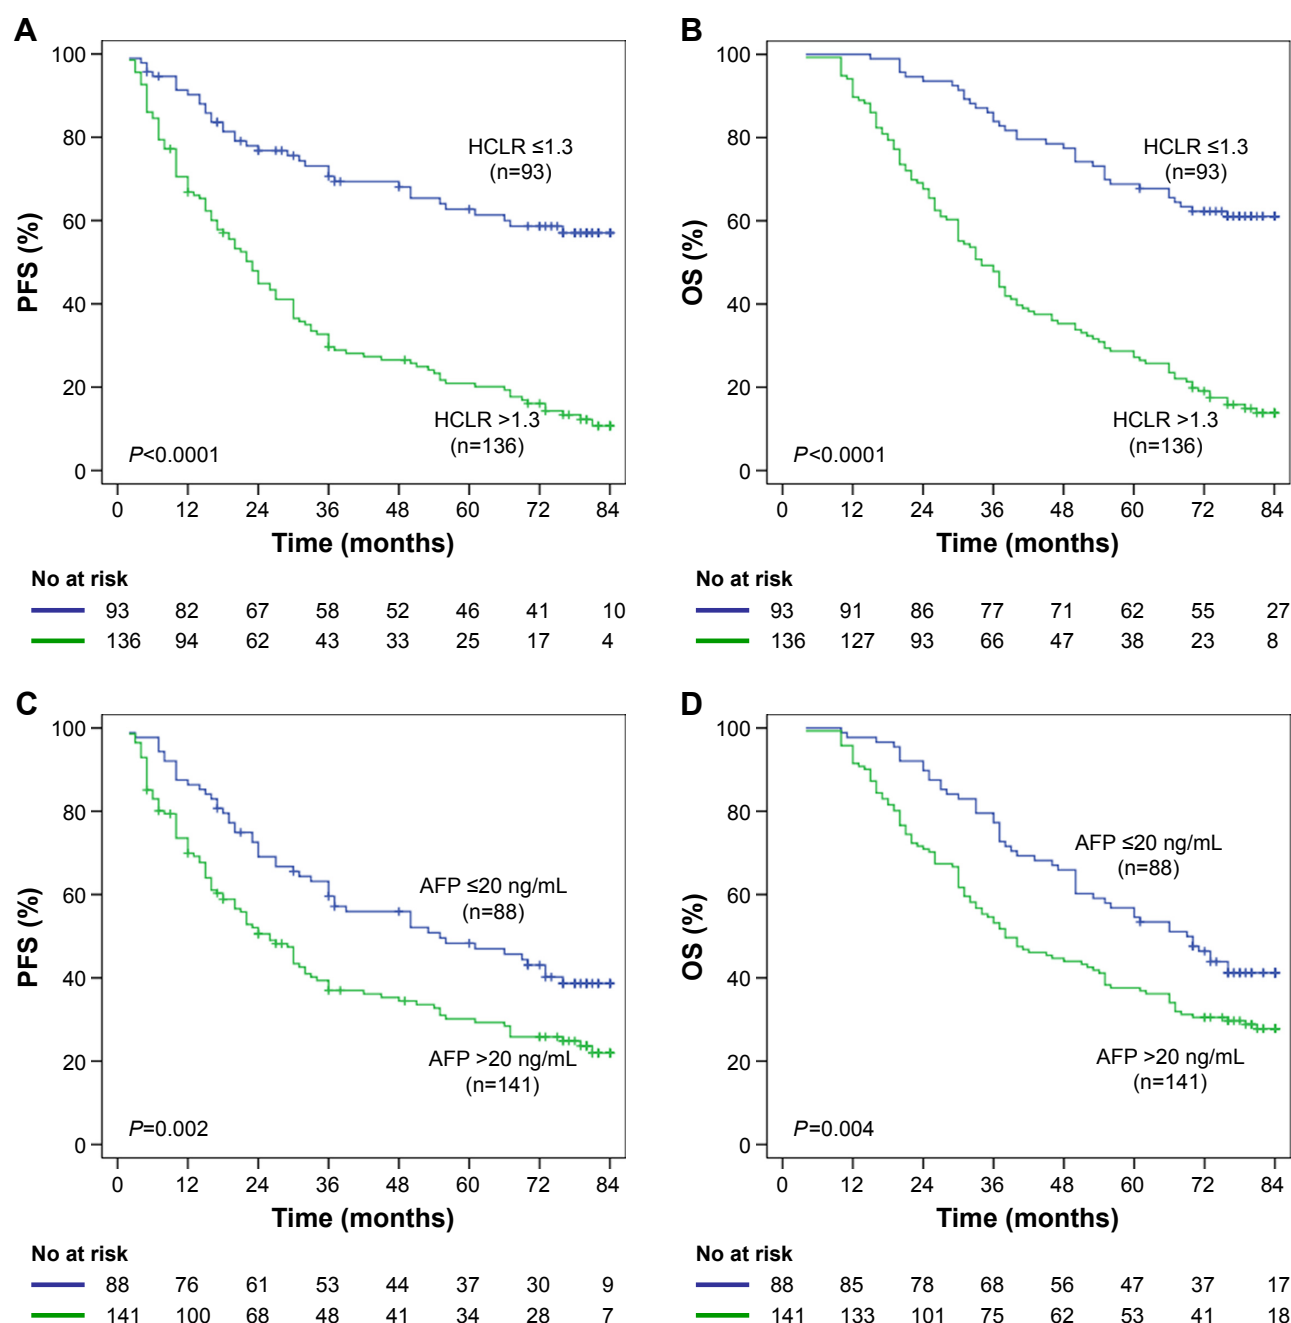 A
100
80
60
40
20
0
PFS (%)
HCLR ≤1.3
(n=93)
HCLR >1.3
(n=136)
P<0.0001
0 12 24 36 48 60 72 84
Time (months)
No at risk
93 82 67 58 52 46 41 10
136 94 62 43 33 25 17 4
B
100
80
60
40
20
0
OS (%)
HCLR ≤1.3
(n=93)
HCLR >1.3
(n=136)
P<0.0001
0 12 24 36 48 60 72 84
Time (months)
No at risk
93 91 86 77 71 62 55 27
136 127 93 66 47 38 23 8
C
100
80
60
40
20
0
PFS (%)
AFP ≤20 ng/mL
(n=88)
AFP >20 ng/mL
(n=141)
P=0.002
0 12 24 36 48 60 72 84
Time (months)
No at risk
88 76 61 53 44 37 30 9
141 100 68 48 41 34 28 7
D
100
80
60
40
20
0
OS (%)
AFP ≤20 ng/mL
(n=88)
AFP >20 ng/mL
(n=141)
P=0.004
0 12 24 36 48 60 72 84
Time (months)
No at risk
88 85 78 68 56 47 37 17
141 133 101 75 62 53 41 18